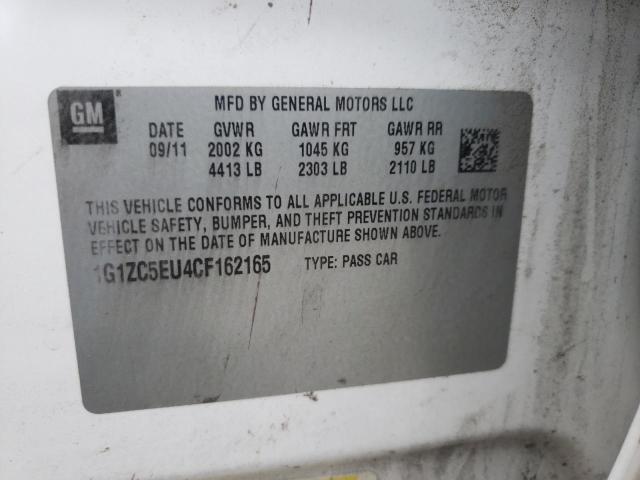 GM ®
MFD BY GENERAL MOTORS LLC
DATE GVWR GAWR FRT GAWR RR
09/11 2002 KG 1045 KG 957 KG
4413 LB 2303 LB 2110 LB
THIS VEHICLE CONFORMS TO ALL APPLICABLE U.S. FEDERAL MOTOR
VEHICLE SAFETY, BUMPER, AND THEFT PREVENTION STANDARDS IN
EFFECT ON THE DATE OF MANUFACTURE SHOWN ABOVE.
1G1ZC5EU4CF162165 TYPE: PASS CAR